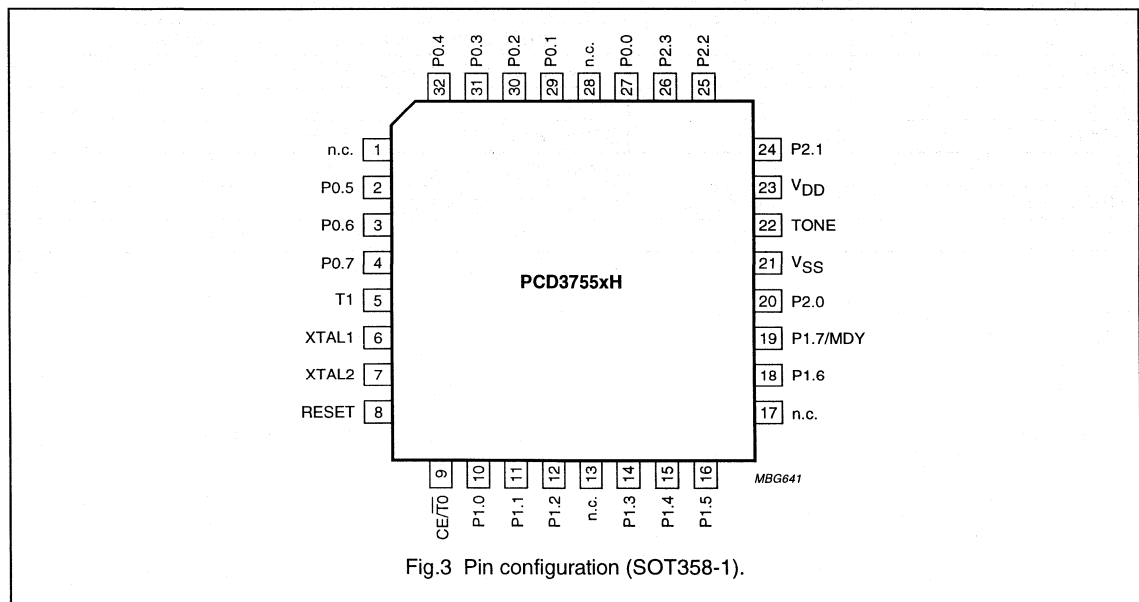 32 P0.4
31 P0.3
30 P0.2
29 P0.1
28 n.c.
27 P0.0
26 P2.3
25 P2.2
n.c. 1
P0.5 2
P0.6 3
P0.7 4
T1 5
XTAL1 6
XTAL2 7
RESET 8
PCD3755xH
24 P2.1
23 VDD
22 TONE
21 VSS
20 P2.0
19 P1.7/MDY
18 P1.6
17 n.c.
CE/T̅0̅ 9
P1.0 10
P1.1 11
P1.2 12
n.c. 13
P1.3 14
P1.4 15
P1.5 16
MBG641
Fig.3 Pin configuration (SOT358-1).